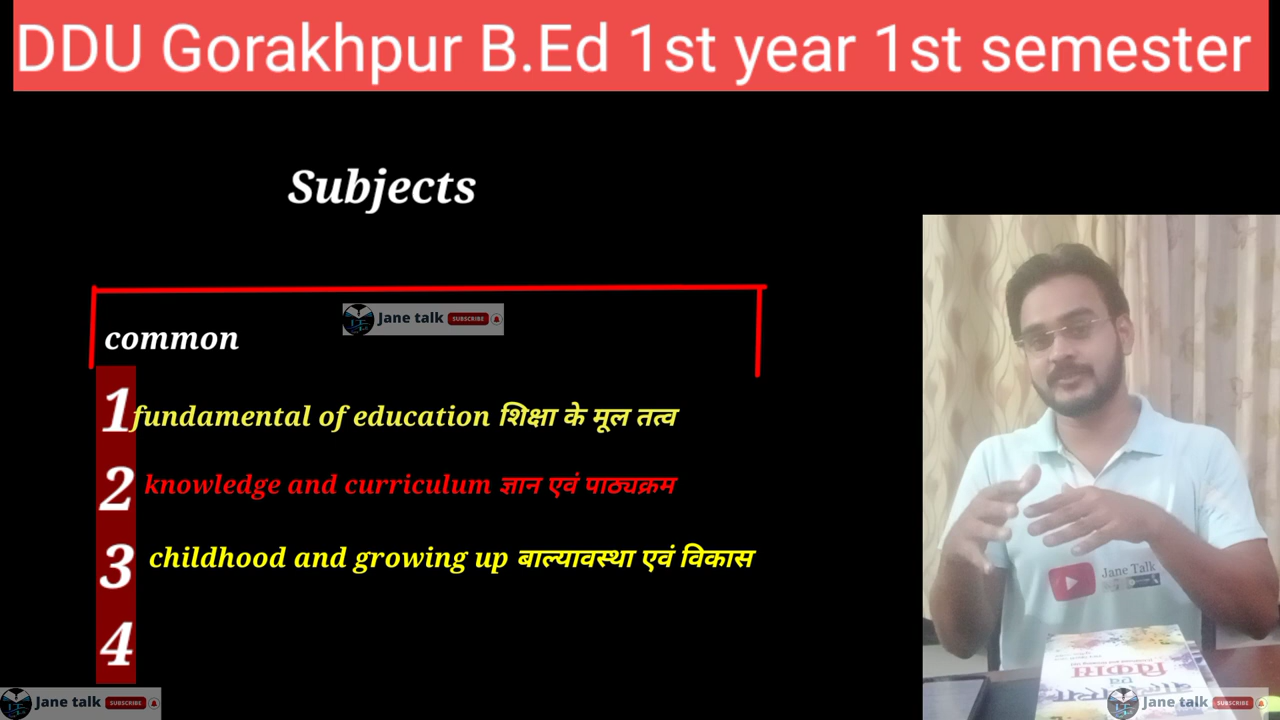 DDU Gorakhpur B.Ed 1st year 1st semester
Subjects
Jane talk SUBSCRIBE
common
1 fundamental of education शिक्षा के मूल तत्व
2 knowledge and curriculum ज्ञान एवं पाठ्यक्रम
3 childhood and growing up बाल्यावस्था एवं विकास
4
Jane Talk
बाल्यावस्था
एवं
विकास
Jane talk SUBSCRIBE
Jane talk SUBSCRIBE